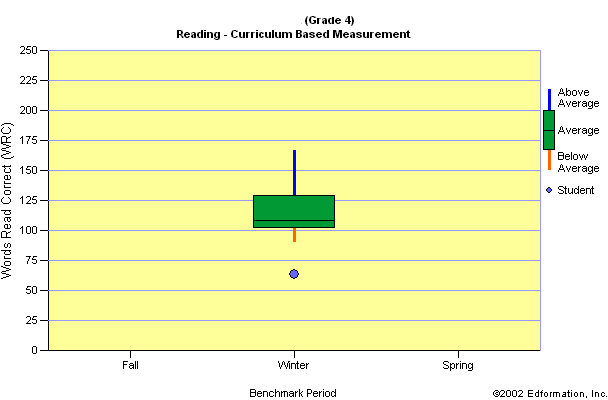 (Grade 4)
Reading - Curriculum Based Measurement
250
225
200
175
150
125
100
75
50
25
0
Words Read Correct (WRC)
Fall
Winter
Spring
Benchmark Period
Above
Average
Average
Below
Average
Student
©2002 Edformation, Inc.